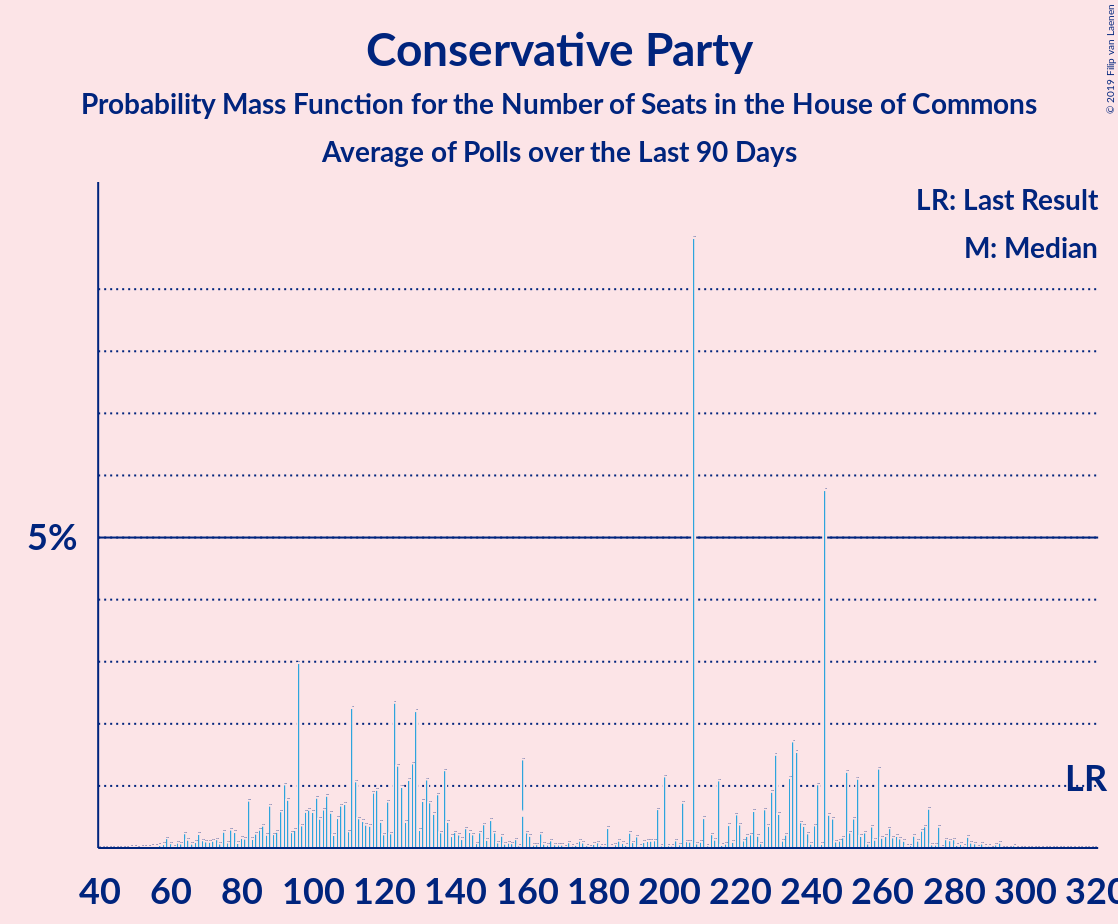 Conservative Party
Probability Mass Function for the Number of Seats in the House of Commons
Average of Polls over the Last 90 Days
© 2019 Filip van Laenen
LR: Last Result
M: Median
5%
LR
40 60 80 100 120 140 160 180 200 220 240 260 280 300 320